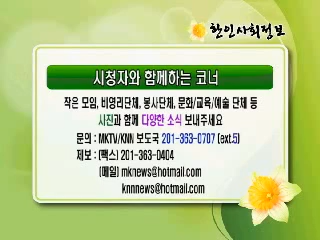 한인사회정보
시청자와 함께하는 코너
작은 모임, 비영리단체, 봉사단체, 문화/교육/예술 단체 등
사진과 함께 다양한 소식 보내주세요
문의 : MKTV/KNN 보도국 201-363-0707 (ext.5)
제보 : (팩스) 201-363-0404
(메일) mknews@hotmail.com
knnnews@hotmail.com